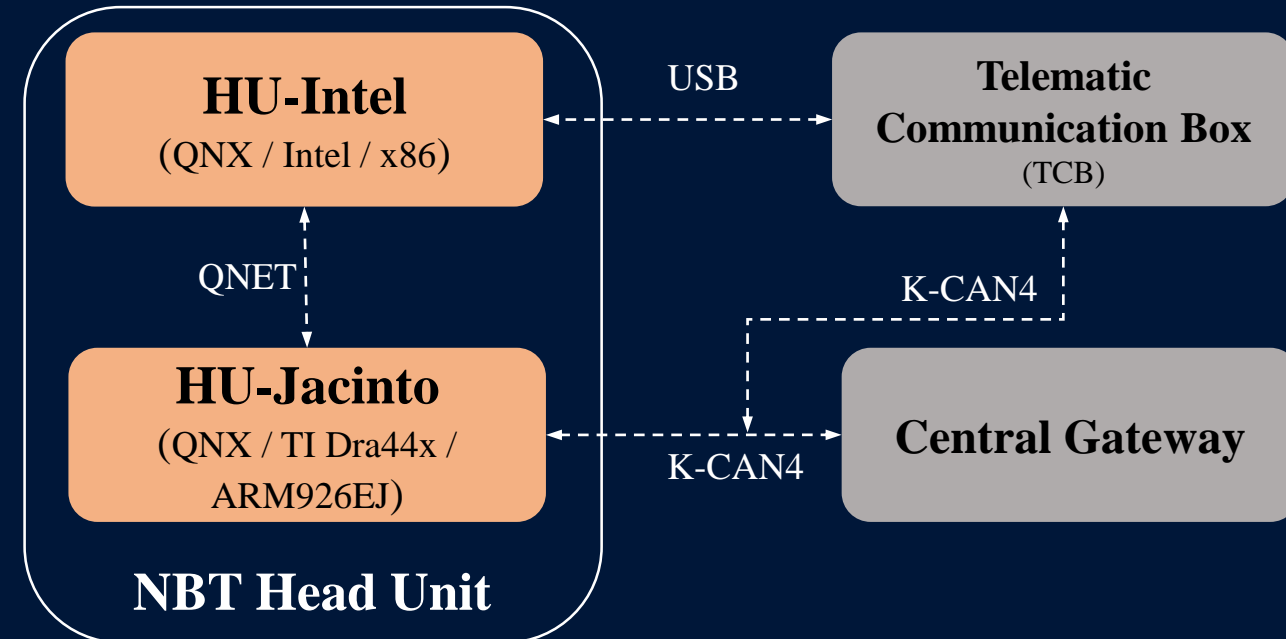 HU-Intel
(QNX / Intel / x86)
USB
Telematic
Communication Box
(TCB)
QNET
K-CAN4
HU-Jacinto
(QNX / TI Dra44x /
ARM926EJ)
K-CAN4
Central Gateway
NBT Head Unit